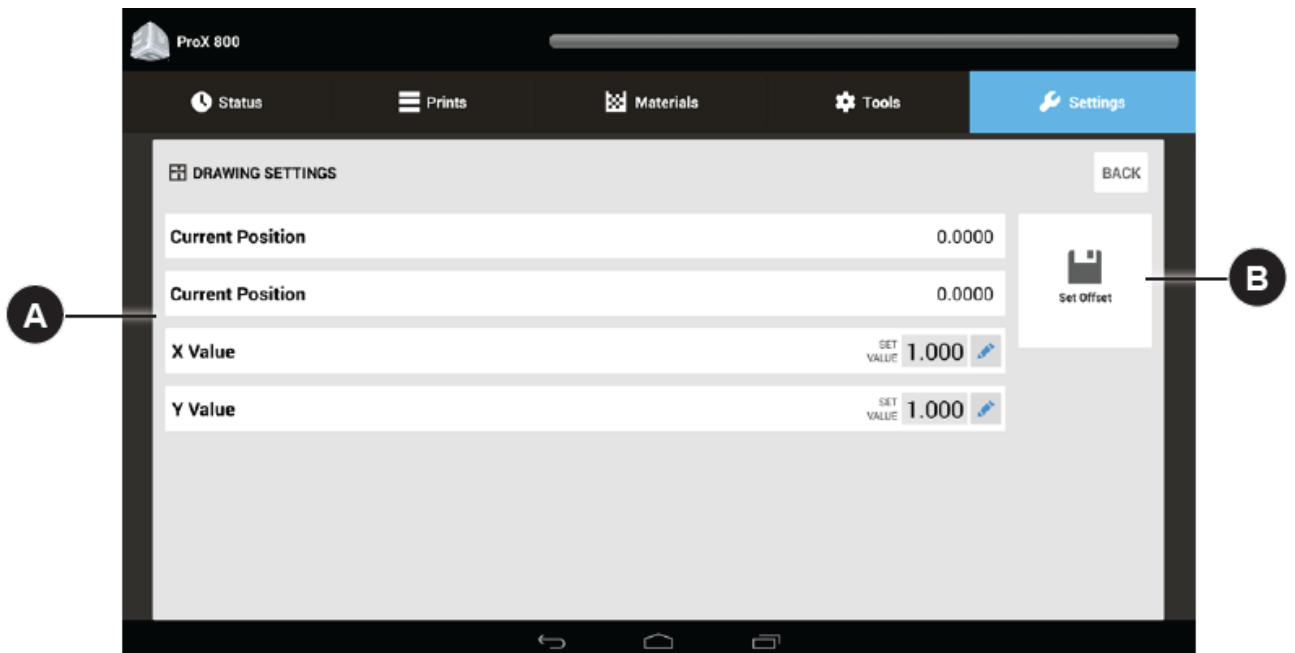 ProX 800
Status Prints Materials Tools Settings
DRAWING SETTINGS BACK
Current Position 0.0000
Current Position 0.0000
X Value SET VALUE 1.000
Y Value SET VALUE 1.000
Set Offset
A
B